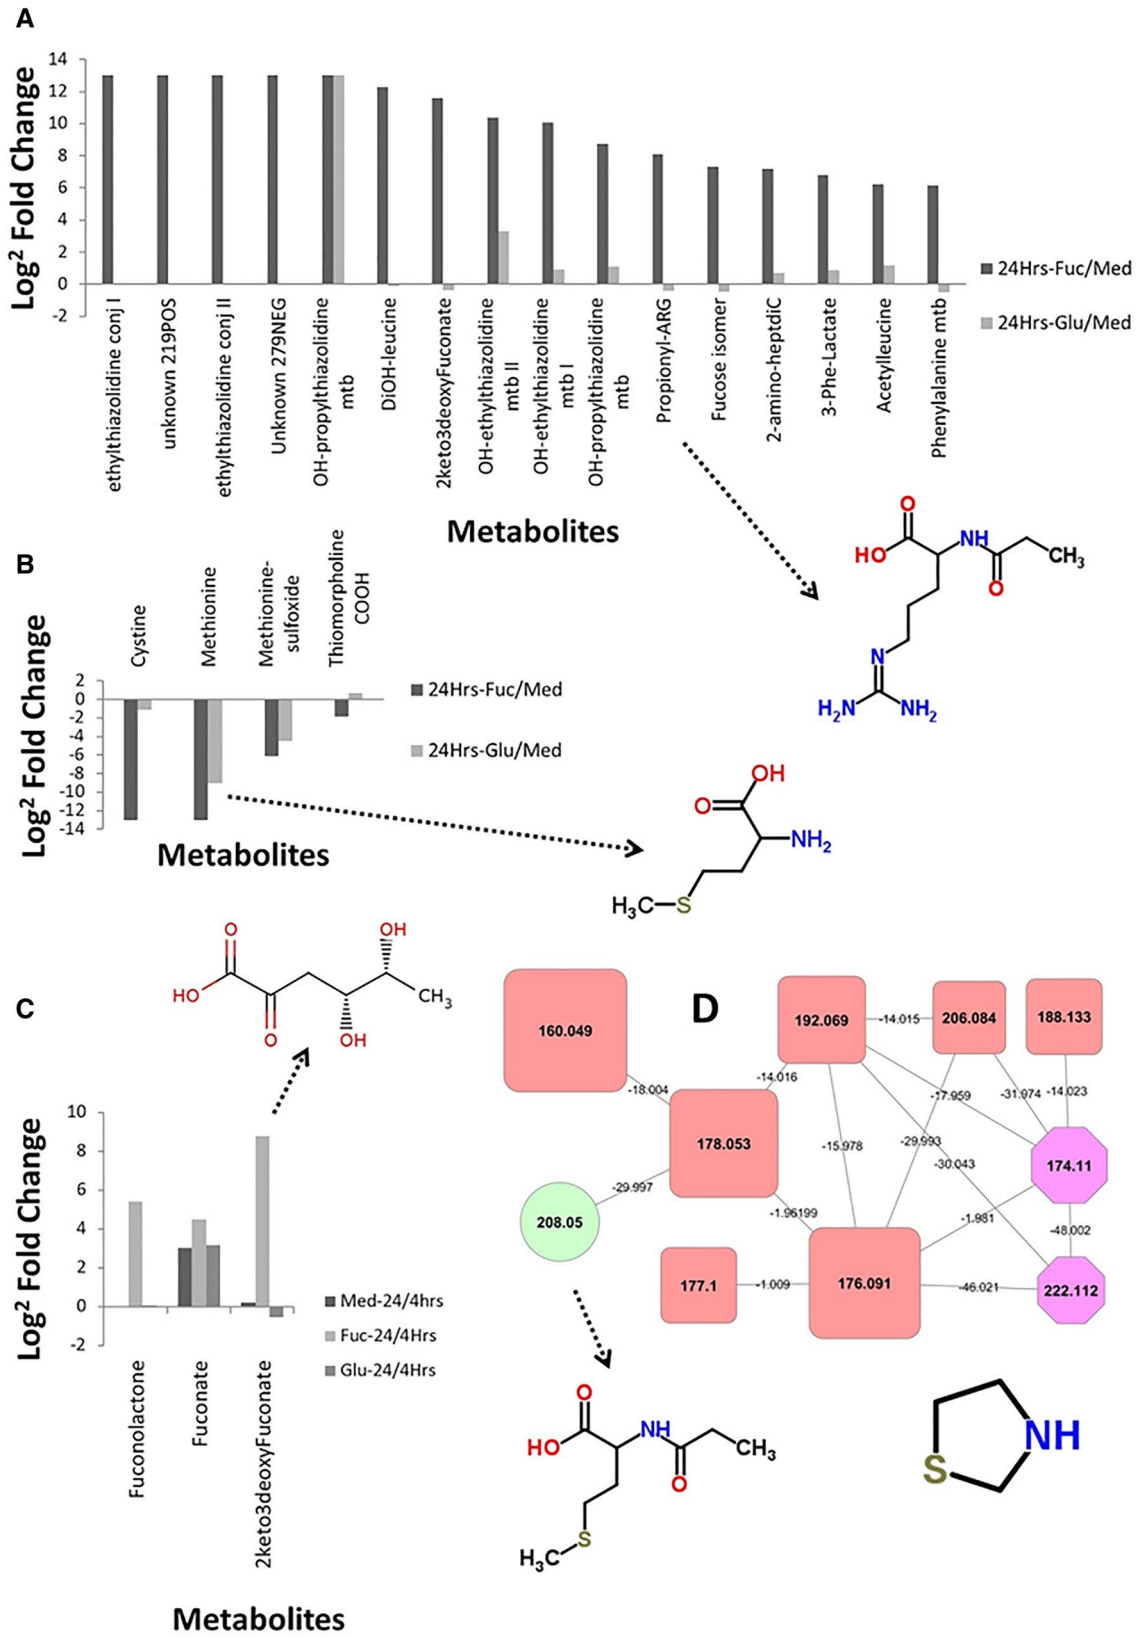 A
Log² Fold Change
14
12
10
8
6
4
2
0
-2
24Hrs-Fuc/Med
24Hrs-Glu/Med
ethylthiazolidine conj I
unknown 219POS
ethylthiazolidine conj II
Unknown 279NEG
OH-propylthiazolidine
mtb
DiOH-leucine
2keto3deoxyFuconate
OH-ethylthiazolidine
mtb II
OH-ethylthiazolidine
mtb I
OH-propylthiazolidine
mtb
Propionyl-ARG
Fucose isomer
2-amino-heptdiC
3-Phe-Lactate
Acetylleucine
Phenylalanine mtb
Metabolites
O
HO
NH
O
CH₃
N
H₂N
NH₂
B
Log² Fold Change
Cystine
Methionine
Methionine-
sulfoxide
Thiomorpholine
COOH
2
0
-2
-4
-6
-8
-10
-12
-14
24Hrs-Fuc/Med
24Hrs-Glu/Med
Metabolites
OH
O
NH₂
H₃C
S
C
O
HO
O
OH
OH
CH₃
Log² Fold Change
10
8
6
4
2
0
-2
Med-24/4hrs
Fuc-24/4Hrs
Glu-24/4Hrs
Fuconolactone
Fuconate
2keto3deoxyFuconate
Metabolites
D
160.049
192.069
206.084
188.133
178.053
174.11
208.05
177.1
176.091
222.112
-14.015
-14.016
-18.004
-17.959
-31.974
-14.023
-15.978
-29.993
-30.043
-29.997
-1.96199
-1.981
-48.002
-1.009
-46.021
O
HO
NH
O
CH₃
S
H₃C
S
NH